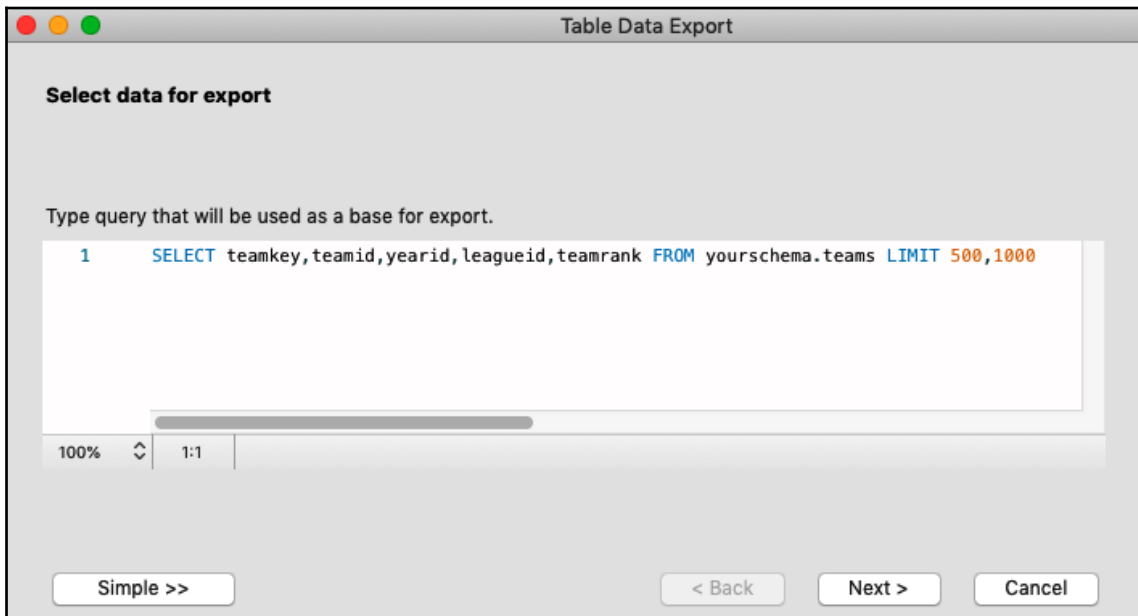 Table Data Export
Select data for export
Type query that will be used as a base for export.
1 SELECT teamkey,teamid,yearid,leagueid,teamrank FROM yourschema.teams LIMIT 500,1000
100% 1:1
Simple >> < Back Next > Cancel